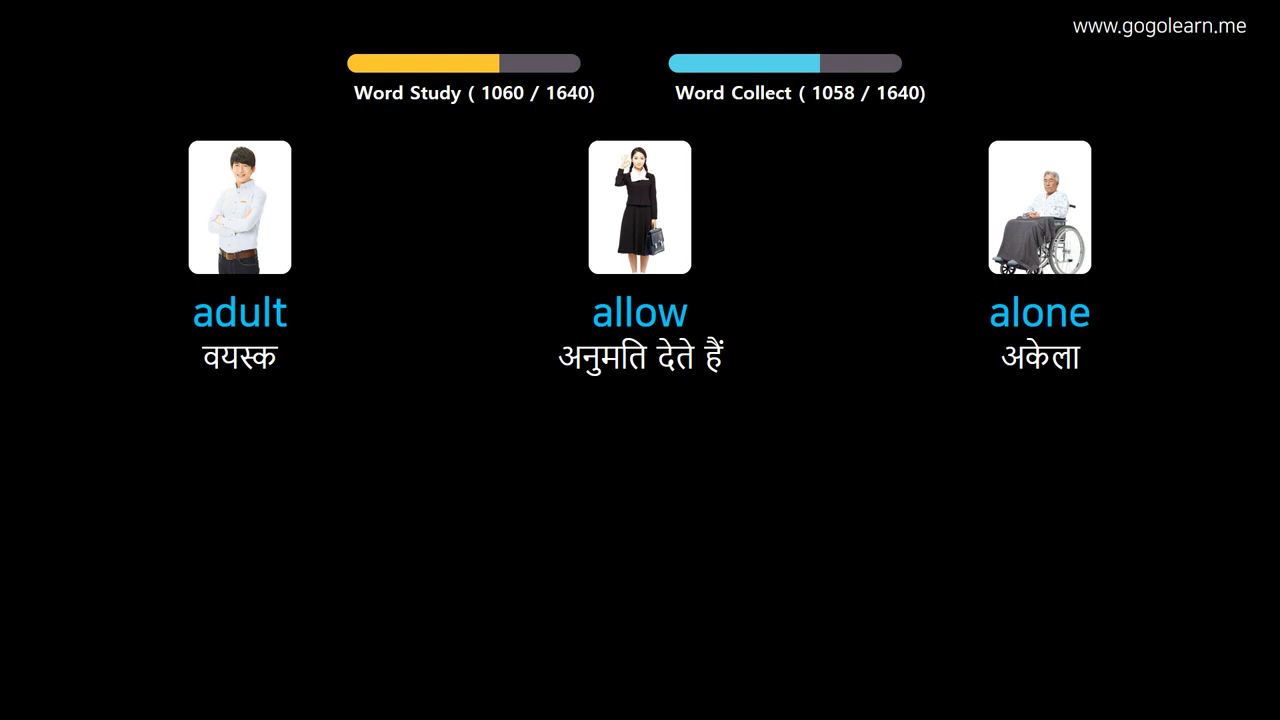 www.gogolearn.me
Word Study ( 1060 / 1640)
Word Collect ( 1058 / 1640)
adult
वयस्क
allow
अनुमति देते हैं
alone
अकेला